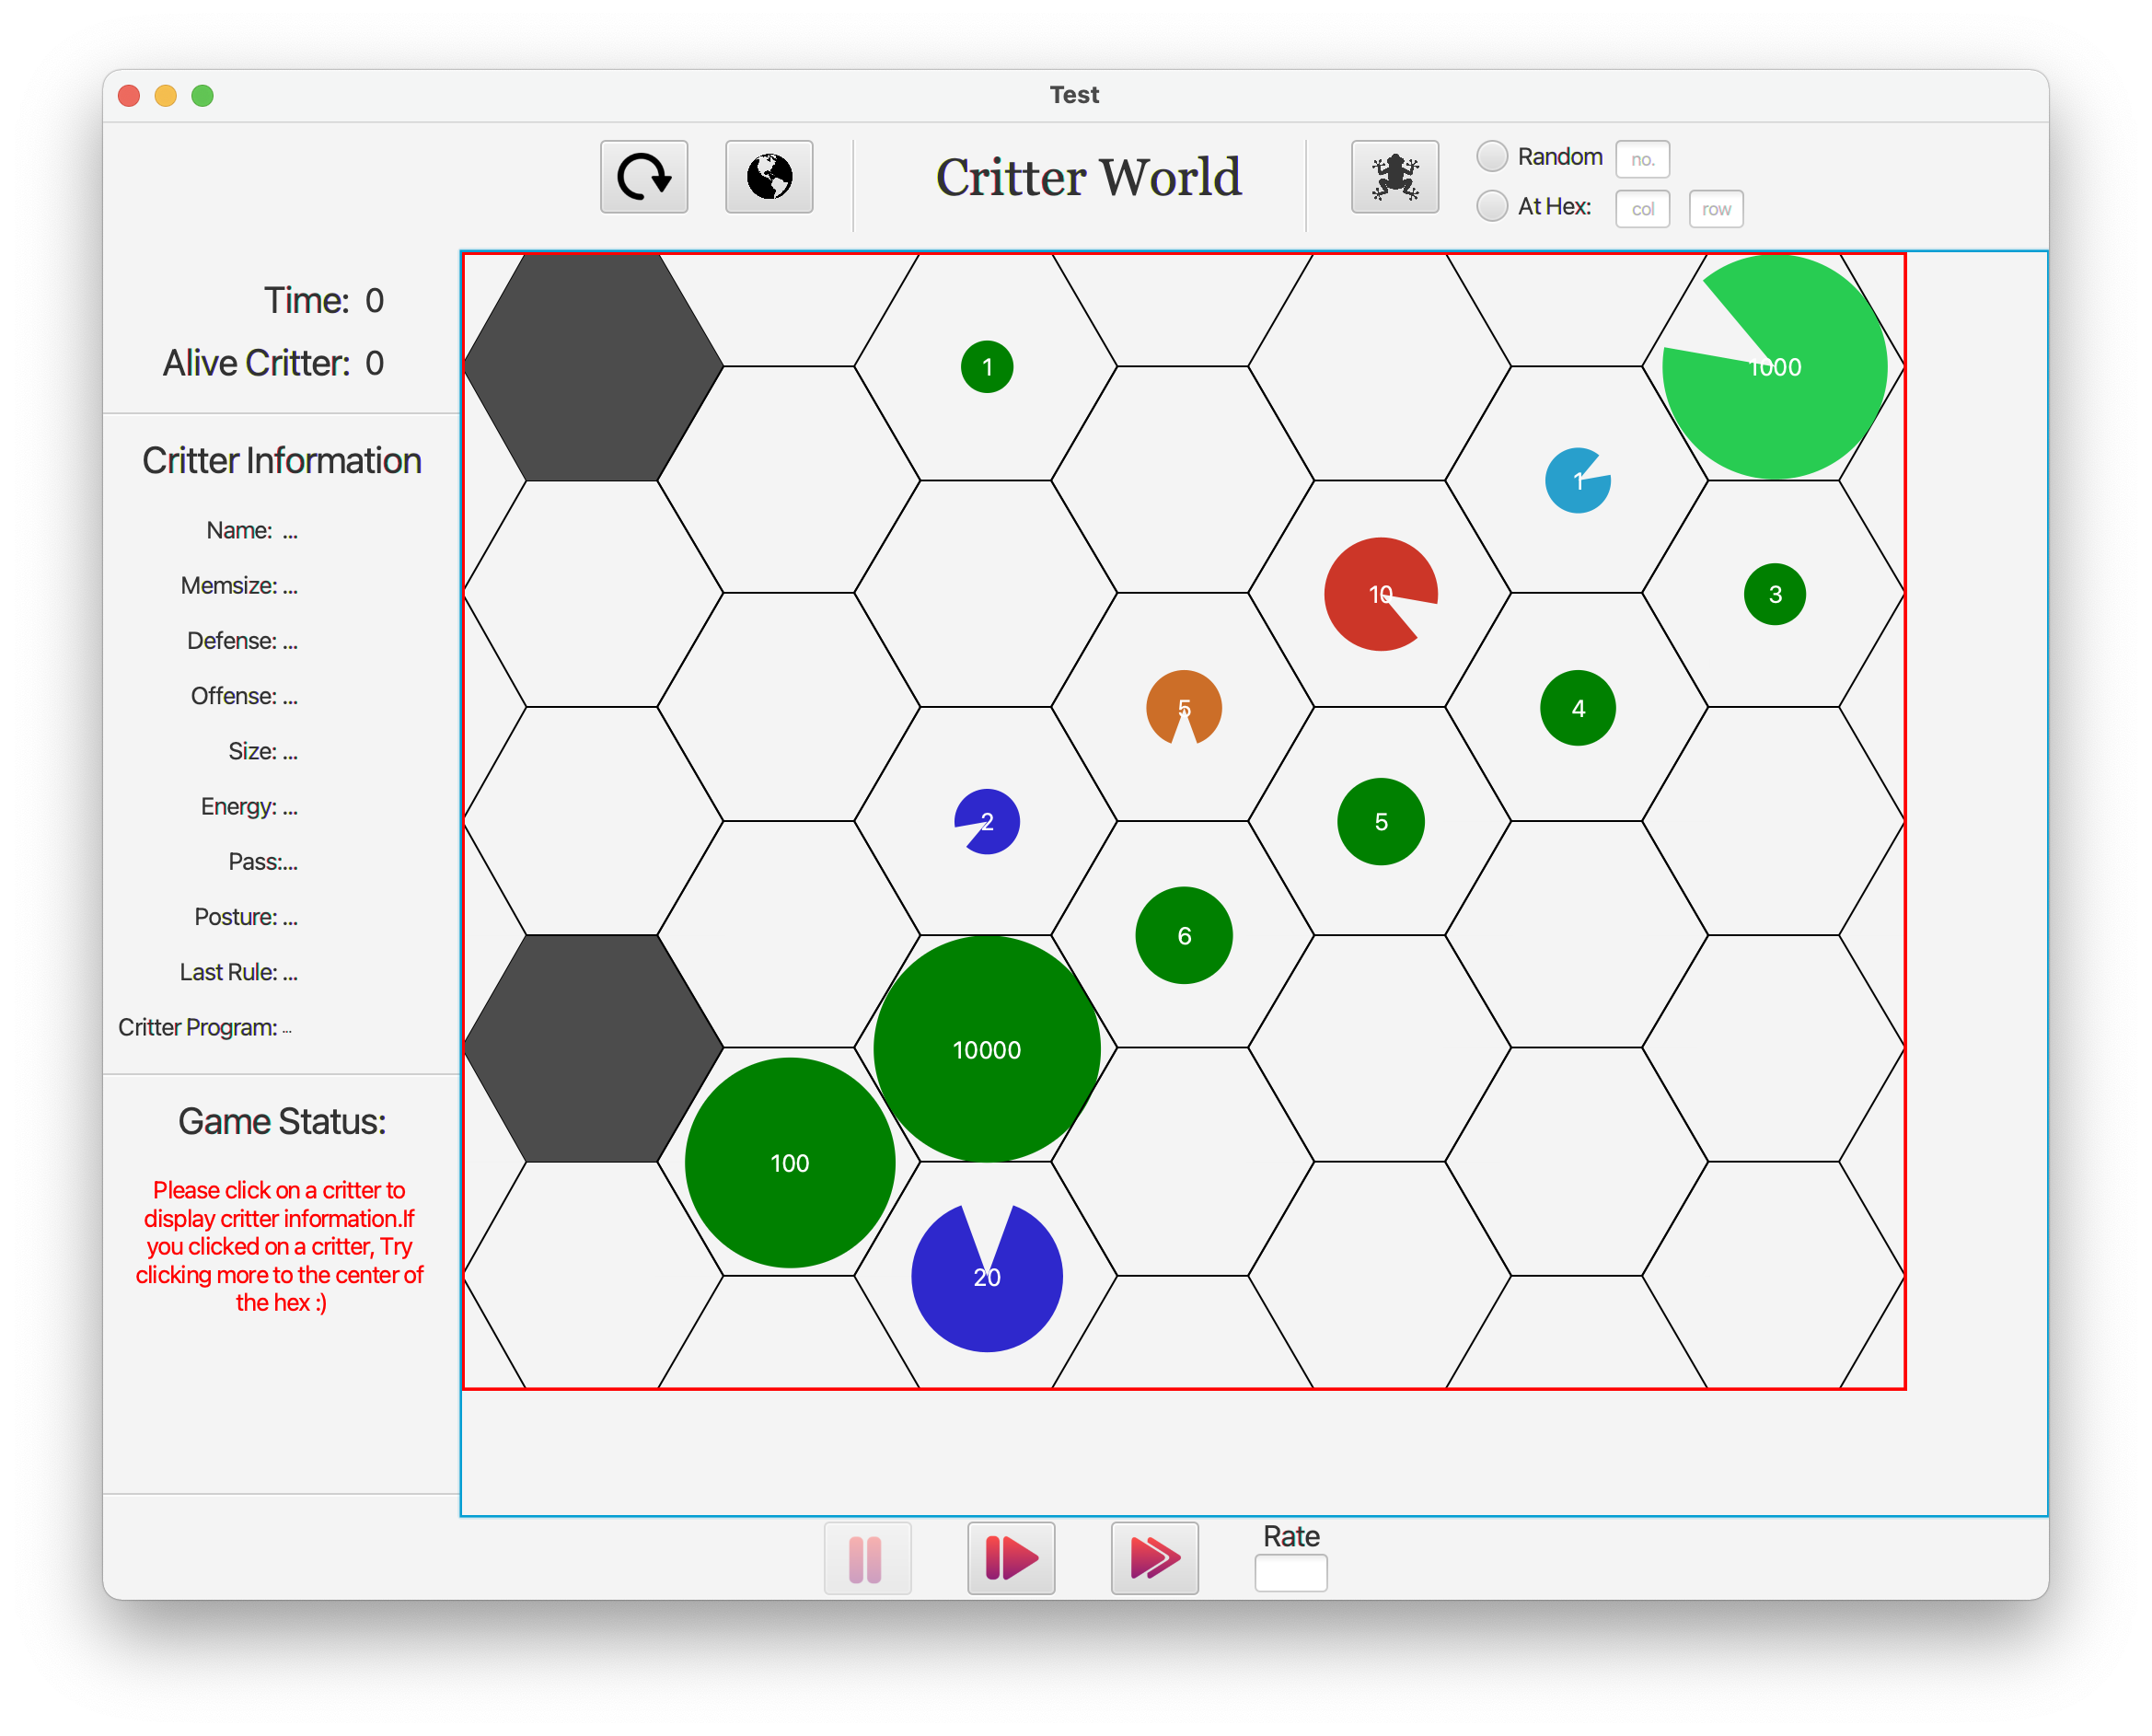 Test
Critter World
Random no.
At Hex: col row
Time: 0
Alive Critter: 0
Critter Information
Name: ...
Memsize: ...
Defense: ...
Offense: ...
Size: ...
Energy: ...
Pass:...
Posture: ...
Last Rule: ...
Critter Program: ...
Game Status:
Please click on a critter to
display critter information.If
you clicked on a critter, Try
clicking more to the center of
the hex :)
1
1000
1
10
3
5
4
2
5
6
10000
100
20
Rate